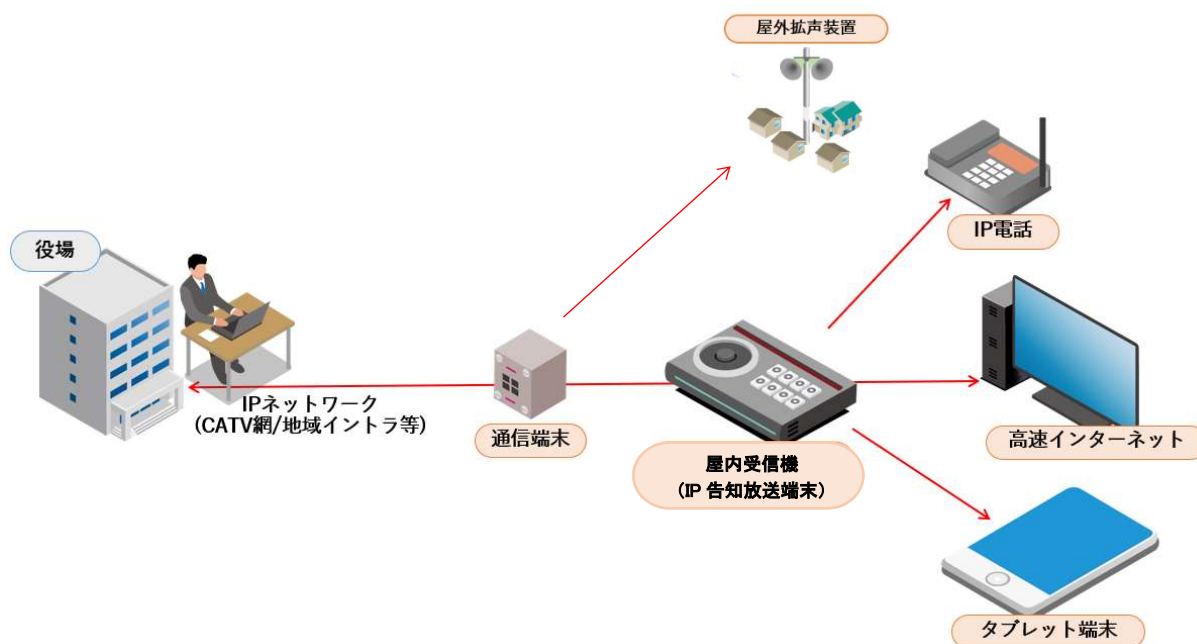 屋外拡声装置
IP電話
役場
IPネットワーク
(CATV網/地域イントラ等)
通信端末
屋内受信機
(IP 告知放送端末)
高速インターネット
タブレット端末